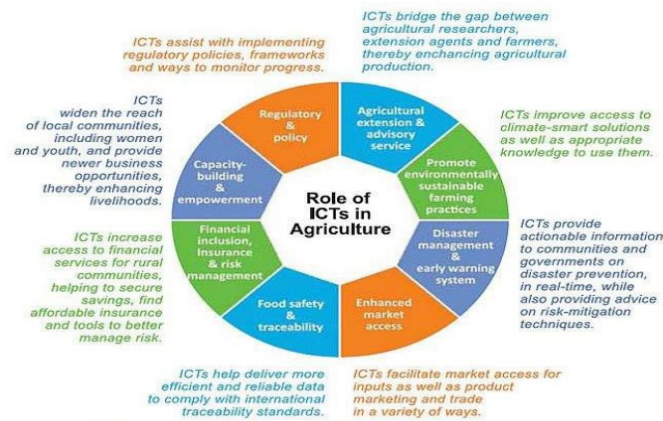 ICTs bridge the gap between
agricultural researchers,
extension agents and farmers,
thereby enchancing agricultural
production.
ICTs assist with implementing
regulatory policies, frameworks
and ways to monitor progress.
ICTs
widen the reach
of local communities,
including women
and youth, and provide
newer business
opportunities,
thereby enhancing
livelihoods.
Regulatory
&
policy
Agricultural
extension &
advisory
service
ICTs improve access to
climate-smart solutions
as well as appropriate
knowledge to use them.
Capacity-
building &
empowerment
Promote
environmentally
sustainable
farming
practices
Role of
ICTs in
Agriculture
ICTs increase
access to financial
services for rural
communities,
helping to secure
savings, find
affordable insurance
and tools to better
manage risk.
Financial
inclusion,
Insurance
& risk
management
Disaster
management
& early warning
system
ICTs provide
actionable information
to communities and
governments on
disaster prevention,
in real-time, while
also providing advice
on risk-mitigation
techniques.
Food safety
&
traceability
Enhanced
market
access
ICTs help deliver more
efficient and reliable data
to comply with international
traceability standards.
ICTs facilitate market access for
inputs as well as product
marketing and trade
in a variety of ways.